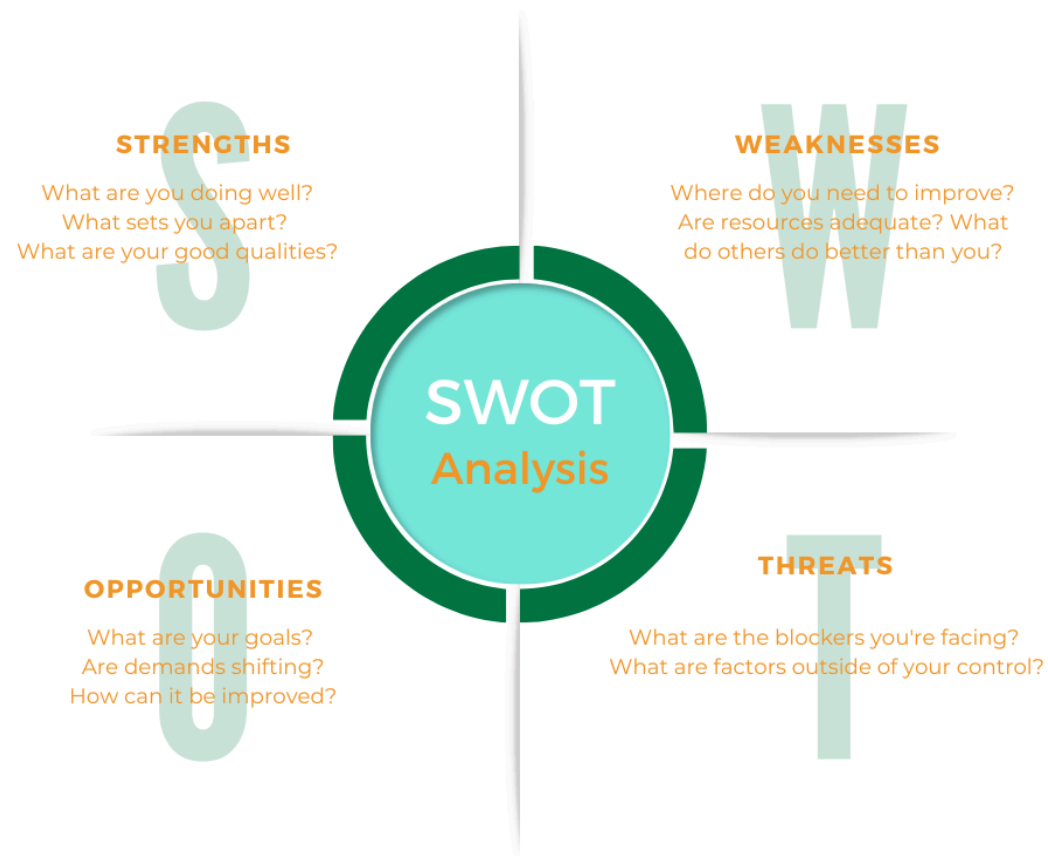 S
STRENGTHS
What are you doing well?
What sets you apart?
What are your good qualities?
W
WEAKNESSES
Where do you need to improve?
Are resources adequate? What
do others do better than you?
SWOT
Analysis
O
OPPORTUNITIES
What are your goals?
Are demands shifting?
How can it be improved?
T
THREATS
What are the blockers you're facing?
What are factors outside of your control?